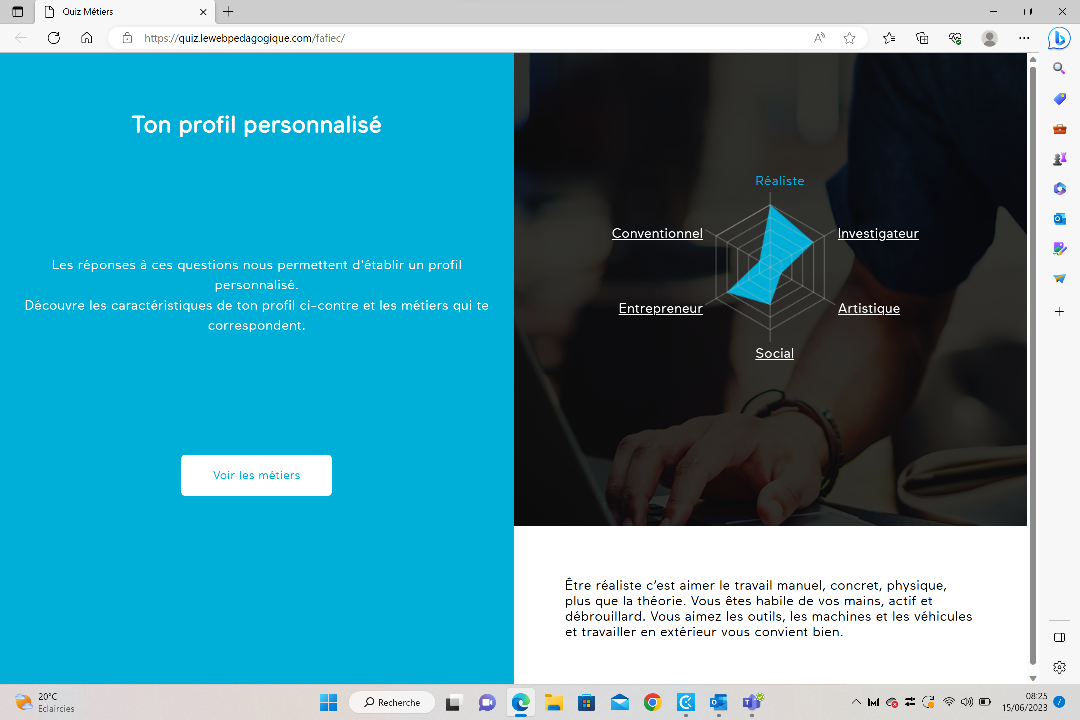 Quiz Métiers
https://quiz.lewebpedagogique.com/fafiec/
Ton profil personnalisé
Les réponses à ces questions nous permettent d'établir un profil
personnalisé.
Découvre les caractéristiques de ton profil ci-contre et les métiers qui te
correspondent.
Voir les métiers
Réaliste
Conventionnel
Investigateur
Entrepreneur
Artistique
Social
Être réaliste c’est aimer le travail manuel, concret, physique,
plus que la théorie. Vous êtes habile de vos mains, actif et
débrouillard. Vous aimez les outils, les machines et les véhicules
et travailler en extérieur vous convient bien.
20°C
Eclaircies
Recherche
08:25
15/06/2023